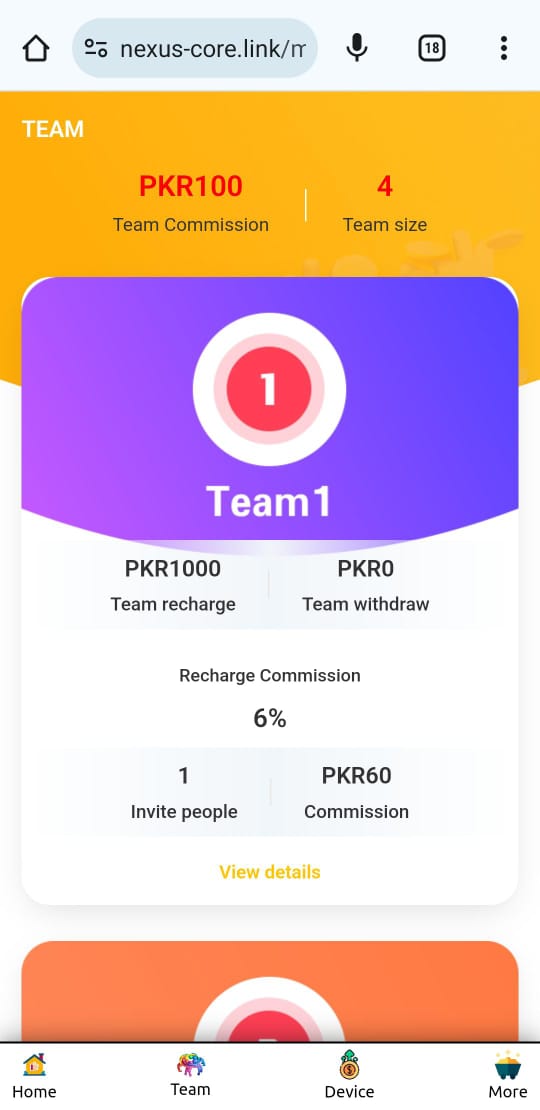 nexus-core.link/m
18
TEAM
PKR100
4
Team Commission
Team size
1
Team1
PKR1000
PKR0
Team recharge
Team withdraw
Recharge Commission
6%
1
PKR60
Invite people
Commission
View details
Home
Team
Device
More